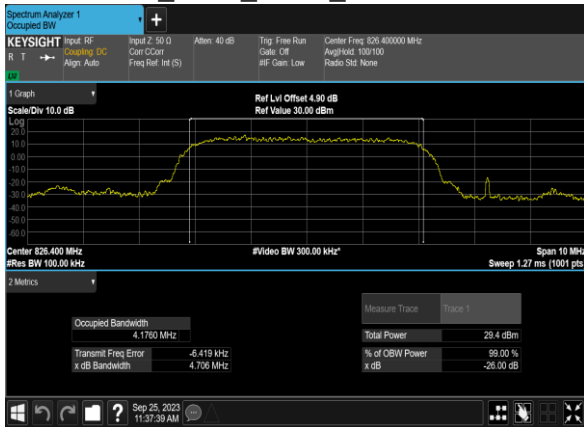 Spectrum Analyzer 1
Occupied BW
KEYSIGHT
R T
Input: RF
Coupling: DC
Align: Auto
Input Z: 50 Ω
Corr CCorr
Freq Ref: Int (S)
Atten: 40 dB
Trig: Free Run
Gate: Off
#IF Gain: Low
Center Freq: 826.400000 MHz
Avg|Hold: 100/100
Radio Std: None
1 Graph
Scale/Div 10.0 dB
Ref Lvl Offset 4.90 dB
Ref Value 30.00 dBm
Log
20.0
10.0
0.00
-10.0
-20.0
-30.0
-40.0
-50.0
-60.0
Center 826.400 MHz
#Res BW 100.00 kHz
#Video BW 300.00 kHz*
Span 10 MHz
Sweep 1.27 ms (1001 pts
2 Metrics
Measure Trace
Trace 1
Occupied Bandwidth
4.1760 MHz
Total Power
29.4 dBm
Transmit Freq Error
-6.419 kHz
% of OBW Power
99.00 %
x dB Bandwidth
4.706 MHz
x dB
-26.00 dB
?
Sep 25, 2023
11:37:39 AM